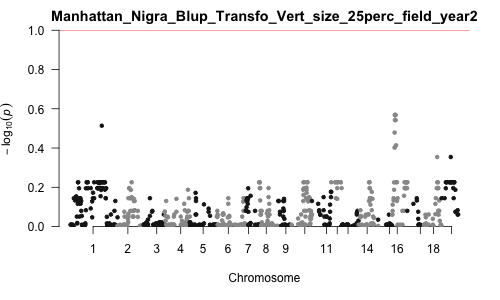 Manhattan_Nigra_Blup_Transfo_Vert_size_25perc_field_year2
1.0
0.8
0.6
0.4
0.2
0.0
− log₁₀(p)
1 2 3 4 5 6 7 8 9 11 14 16 18
Chromosome